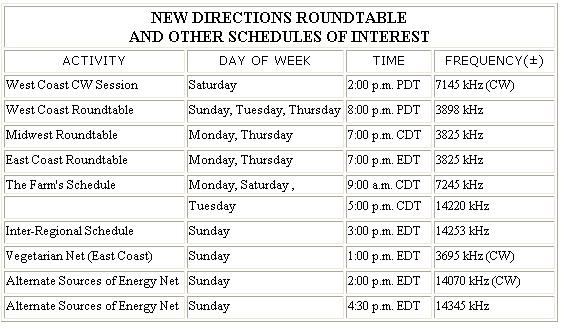 NEW DIRECTIONS ROUNDTABLE
AND OTHER SCHEDULES OF INTEREST
ACTIVITY DAY OF WEEK TIME FREQUENCY(±)
West Coast CW Session Saturday 2:00 p.m. PDT 7145 kHz (CW)
West Coast Roundtable Sunday, Tuesday, Thursday 8:00 p.m. PDT 3898 kHz
Midwest Roundtable Monday, Thursday 7:00 p.m. CDT 3825 kHz
East Coast Roundtable Monday, Thursday 7:00 p.m. EDT 3825 kHz
The Farm's Schedule Monday, Saturday , 9:00 a.m. CDT 7245 kHz
Tuesday 5:00 p.m. CDT 14220 kHz
Inter-Regional Schedule Sunday 3:00 p.m. EDT 14253 kHz
Vegetarian Net (East Coast) Sunday 1:00 p.m. EDT 3695 kHz (CW)
Alternate Sources of Energy Net Sunday 2:00 p.m. EDT 14070 kHz (CW)
Alternate Sources of Energy Net Sunday 4:30 p.m. EDT 14345 kHz